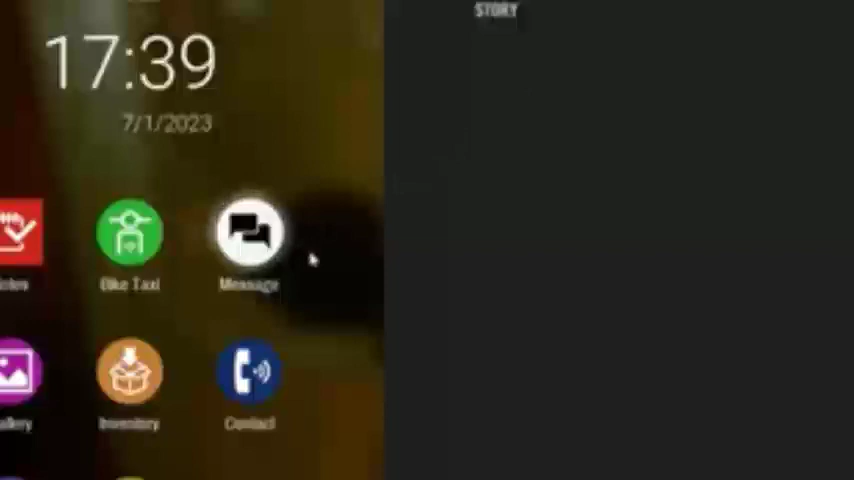 STORY
17:39
7/1/2023
Bike Taxi
Message
Inventory
Contact